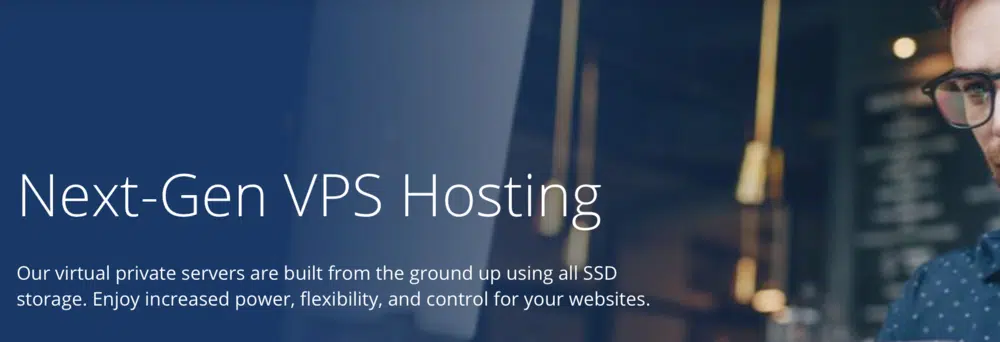 Next-Gen VPS Hosting
Our virtual private servers are built from the ground up using all SSD
storage. Enjoy increased power, flexibility, and control for your websites.